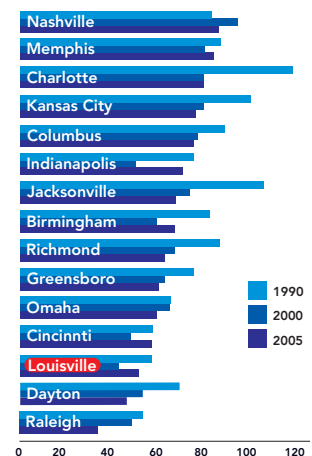 Nashville
Memphis
Charlotte
Kansas City
Columbus
Indianapolis
Jacksonville
Birmingham
Richmond
Greensboro
Omaha
Cincinnti
Louisville
Dayton
Raleigh
1990
2000
2005
0 20 40 60 80 100 120